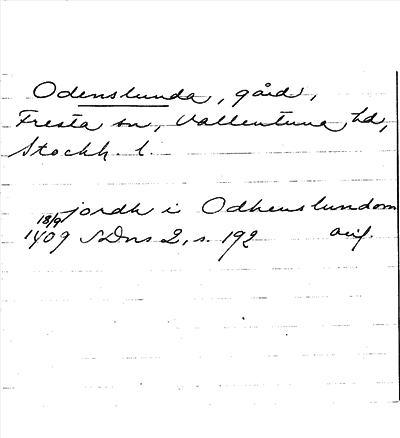 Odenslunda, gård,
Fresta sn, Vallentuna hd,
Stockh. l.
jordh i Odhenslundom
18/9 1409 SDns 2, s. 192 avf.